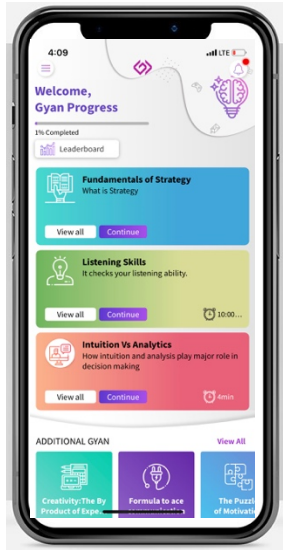 4:09
LTE
Welcome,
Gyan Progress
1% Completed
Leaderboard
Fundamentals of Strategy
What is Strategy
View all Continue
Listening Skills
It checks your listening ability.
View all Continue 10:00...
Intuition Vs Analytics
How intuition and analysis play major role in
decision making
View all Continue 4min
ADDITIONAL GYAN View All
Creativity:The By
Product of Expe...
Formula to ace
communication
The Puzzl
of Motivati